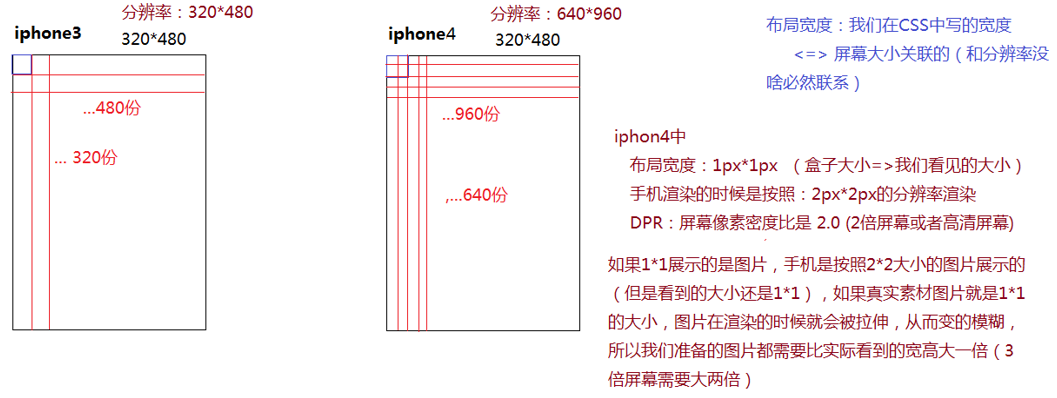 分辨率：320*480
iphone3
320*480
...480份
... 320份
分辨率：640*960
iphone4
320*480
...960份
,...640份
布局宽度：我们在CSS中写的宽度
<=> 屏幕大小关联的（和分辨率没
啥必然联系）
iphon4中
布局宽度：1px*1px （盒子大小=>我们看见的大小）
手机渲染的时候是按照：2px*2px的分辨率渲染
DPR：屏幕像素密度比是 2.0 (2倍屏幕或者高清屏幕)
如果1*1展示的是图片，手机是按照2*2大小的图片展示的
（但是看到的大小还是1*1），如果真实素材图片就是1*1
的大小，图片在渲染的时候就会被拉伸，从而变的模糊，
所以我们准备的图片都需要比实际看到的宽高大一倍（3
倍屏幕需要大两倍）